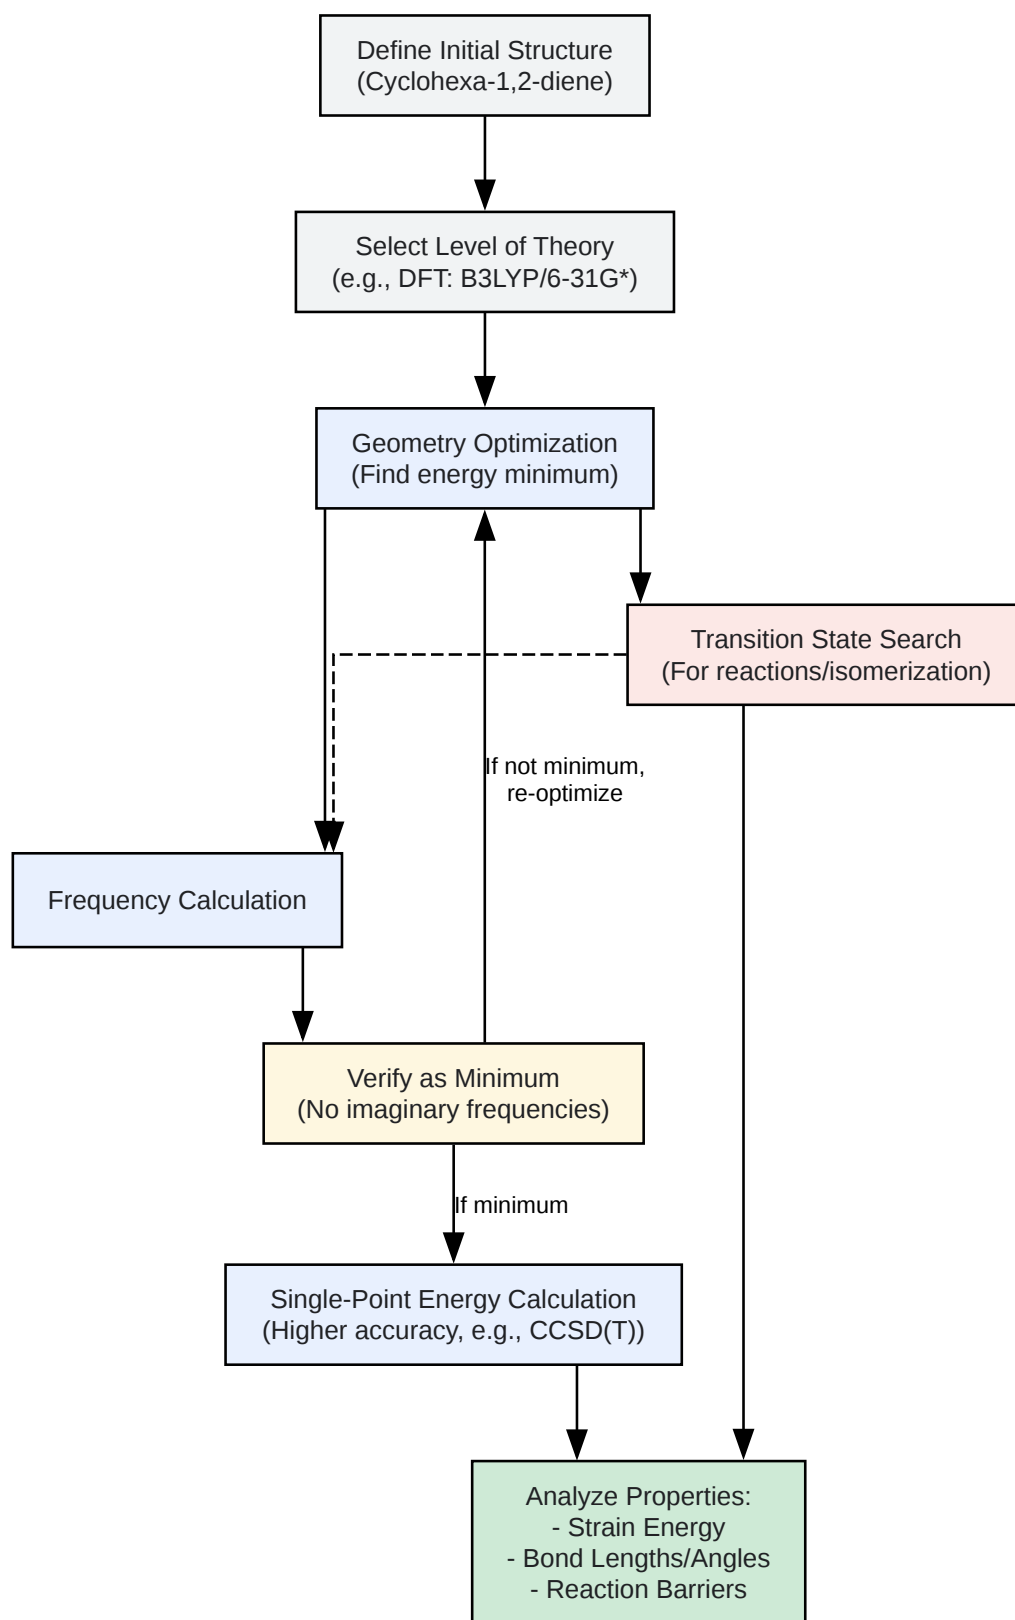 Define Initial Structure
(Cyclohexa-1,2-diene)
Select Level of Theory
(e.g., DFT: B3LYP/6-31G*)
Geometry Optimization
(Find energy minimum)
Transition State Search
(For reactions/isomerization)
If not minimum,
re-optimize
Frequency Calculation
Verify as Minimum
(No imaginary frequencies)
If minimum
Single-Point Energy Calculation
(Higher accuracy, e.g., CCSD(T))
Analyze Properties:
- Strain Energy
- Bond Lengths/Angles
- Reaction Barriers